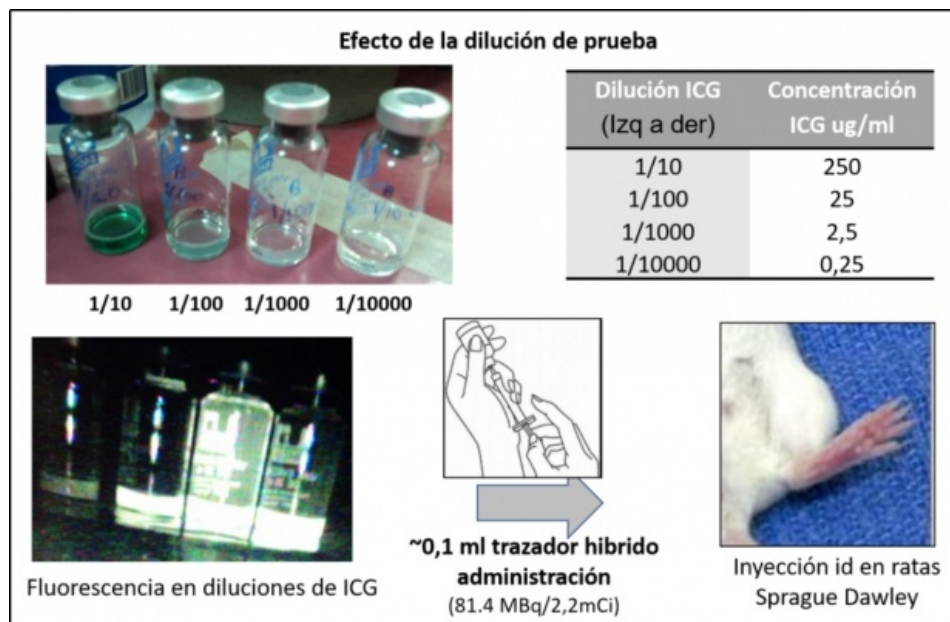 Efecto de la dilución de prueba
Dilución ICG
(Izq a der)
Concentración
ICG ug/ml
1/10 250
1/100 25
1/1000 2,5
1/10000 0,25
1/10 1/100 1/1000 1/10000
Fluorescencia en diluciones de ICG
~0,1 ml trazador hibrido
administración
(81.4 MBq/2,2mCi)
Inyección id en ratas
Sprague Dawley